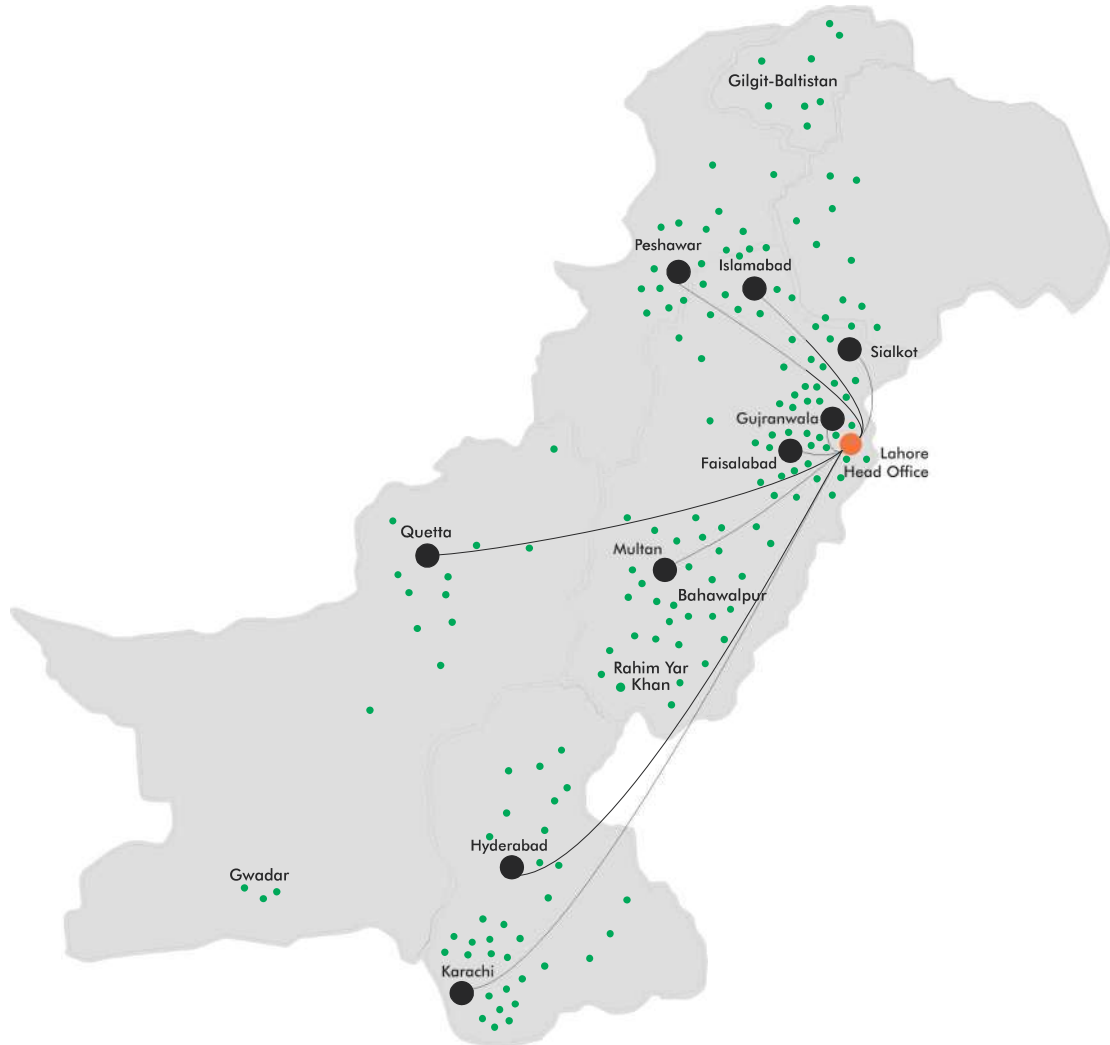 Gilgit-Baltistan
Peshawar
Islamabad
Sialkot
Gujranwala
Faisalabad
Lahore
Head Office
Quetta
Multan
Bahawalpur
Rahim Yar
Khan
Hyderabad
Gwadar
Karachi